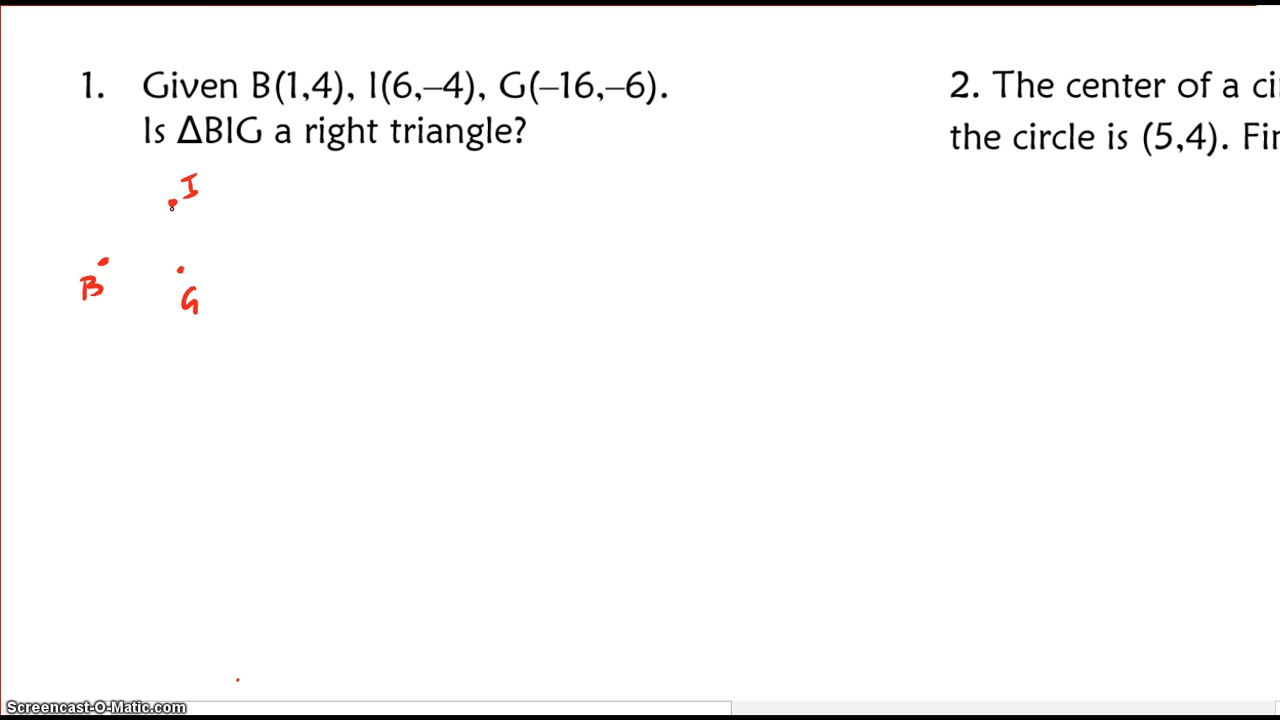 1. Given B(1,4), I(6,–4), G(–16,–6).
Is ΔBIG a right triangle?
2. The center of a ci
the circle is (5,4). Fin
I
B
G
Screencast-O-Matic.com